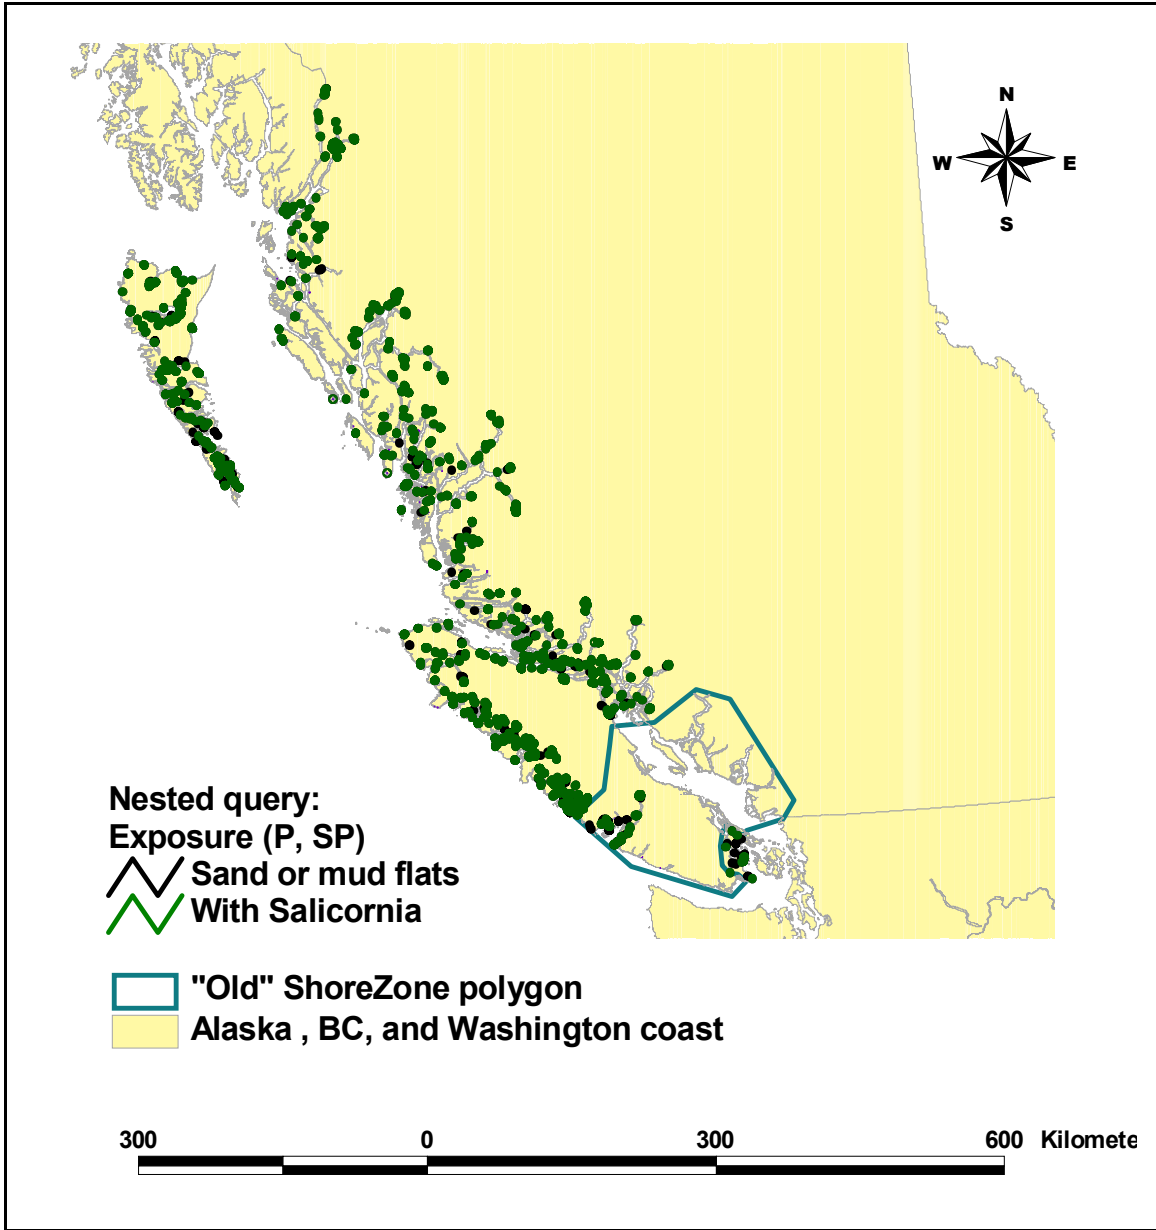 N
W E
S
Nested query:
Exposure (P, SP)
Sand or mud flats
With Salicornia
"Old" ShoreZone polygon
Alaska , BC, and Washington coast
300 0 300 600 Kilomete